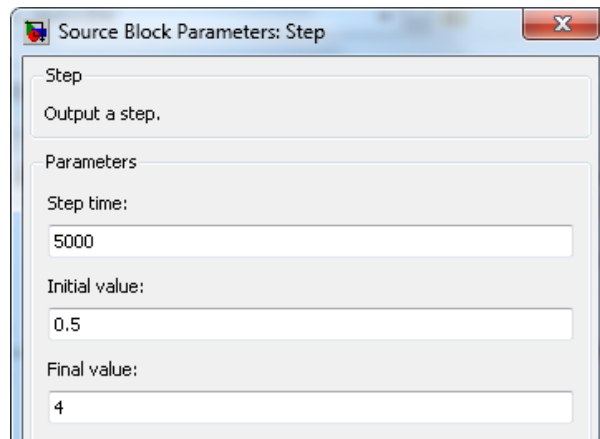 Source Block Parameters: Step
Step
Output a step.
Parameters
Step time:
5000
Initial value:
0.5
Final value:
4